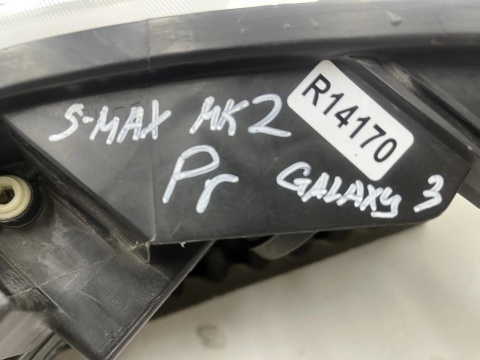 S-MAX MK2
R14170
Pr
GALAXY 3